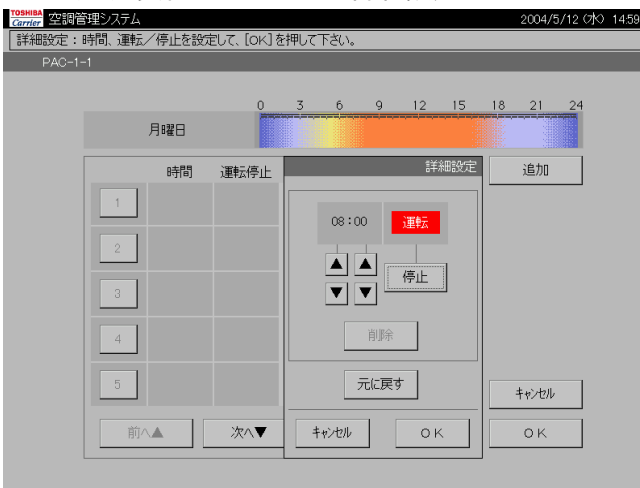 TOSHIBA
Carrier 空調管理システム 2004/5/12 (水) 14:59
詳細設定：時間、運転／停止を設定して、[OK]を押して下さい。
PAC-1-1
0 3 6 9 12 15 18 21 24
月曜日
時間 運転停止
詳細設定
追加
1
08:00 運転
2
▲ ▲
停止
3
▼ ▼
4
削除
5
元に戻す
キャンセル
前へ▲ 次へ▼
キャンセル OK
OK